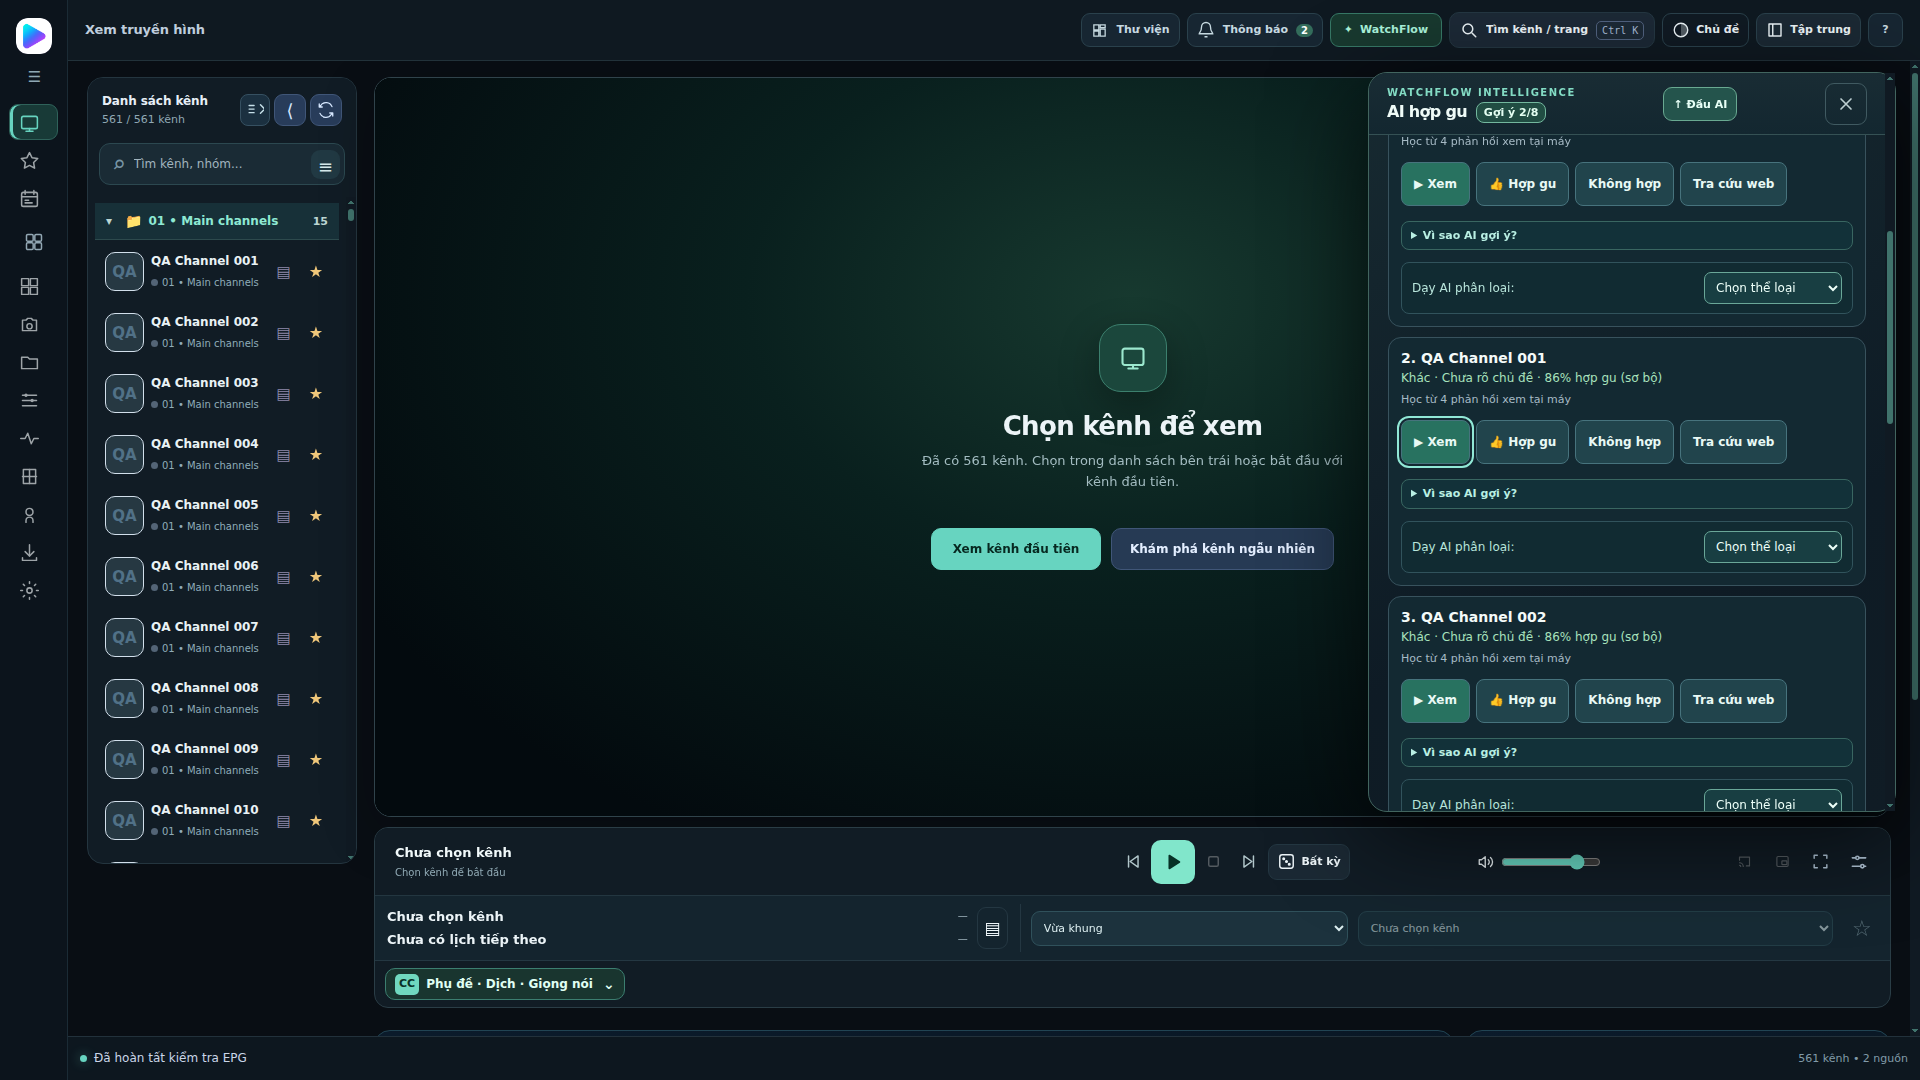 Xem truyền hình
Thư viện
Thông báo 2
✦ WatchFlow
Tìm kênh / trang Ctrl K
Chủ đề
Tập trung
?
Danh sách kênh
561 / 561 kênh
Tìm kênh, nhóm...
01 • Main channels 15
QA
QA Channel 001
01 • Main channels
QA
QA Channel 002
01 • Main channels
QA
QA Channel 003
01 • Main channels
QA
QA Channel 004
01 • Main channels
QA
QA Channel 005
01 • Main channels
QA
QA Channel 006
01 • Main channels
QA
QA Channel 007
01 • Main channels
QA
QA Channel 008
01 • Main channels
QA
QA Channel 009
01 • Main channels
QA
QA Channel 010
01 • Main channels
Chọn kênh để xem
Đã có 561 kênh. Chọn trong danh sách bên trái hoặc bắt đầu với
kênh đầu tiên.
Xem kênh đầu tiên
Khám phá kênh ngẫu nhiên
WATCHFLOW INTELLIGENCE
AI hợp gu Gợi ý 2/8
↑ Đầu AI
Học từ 4 phản hồi xem tại máy
▶ Xem 👍 Hợp gu Không hợp Tra cứu web
▶ Vì sao AI gợi ý?
Dạy AI phân loại: Chọn thể loại
2. QA Channel 001
Khác · Chưa rõ chủ đề · 86% hợp gu (sơ bộ)
Học từ 4 phản hồi xem tại máy
▶ Xem 👍 Hợp gu Không hợp Tra cứu web
▶ Vì sao AI gợi ý?
Dạy AI phân loại: Chọn thể loại
3. QA Channel 002
Khác · Chưa rõ chủ đề · 86% hợp gu (sơ bộ)
Học từ 4 phản hồi xem tại máy
▶ Xem 👍 Hợp gu Không hợp Tra cứu web
▶ Vì sao AI gợi ý?
Dạy AI phân loại: Chọn thể loại
Chưa chọn kênh
Chọn kênh để bắt đầu
Bất kỳ
Chưa chọn kênh —
Chưa có lịch tiếp theo —
Vừa khung
Chưa chọn kênh
CC Phụ đề · Dịch · Giọng nói
Đã hoàn tất kiểm tra EPG
561 kênh • 2 nguồn